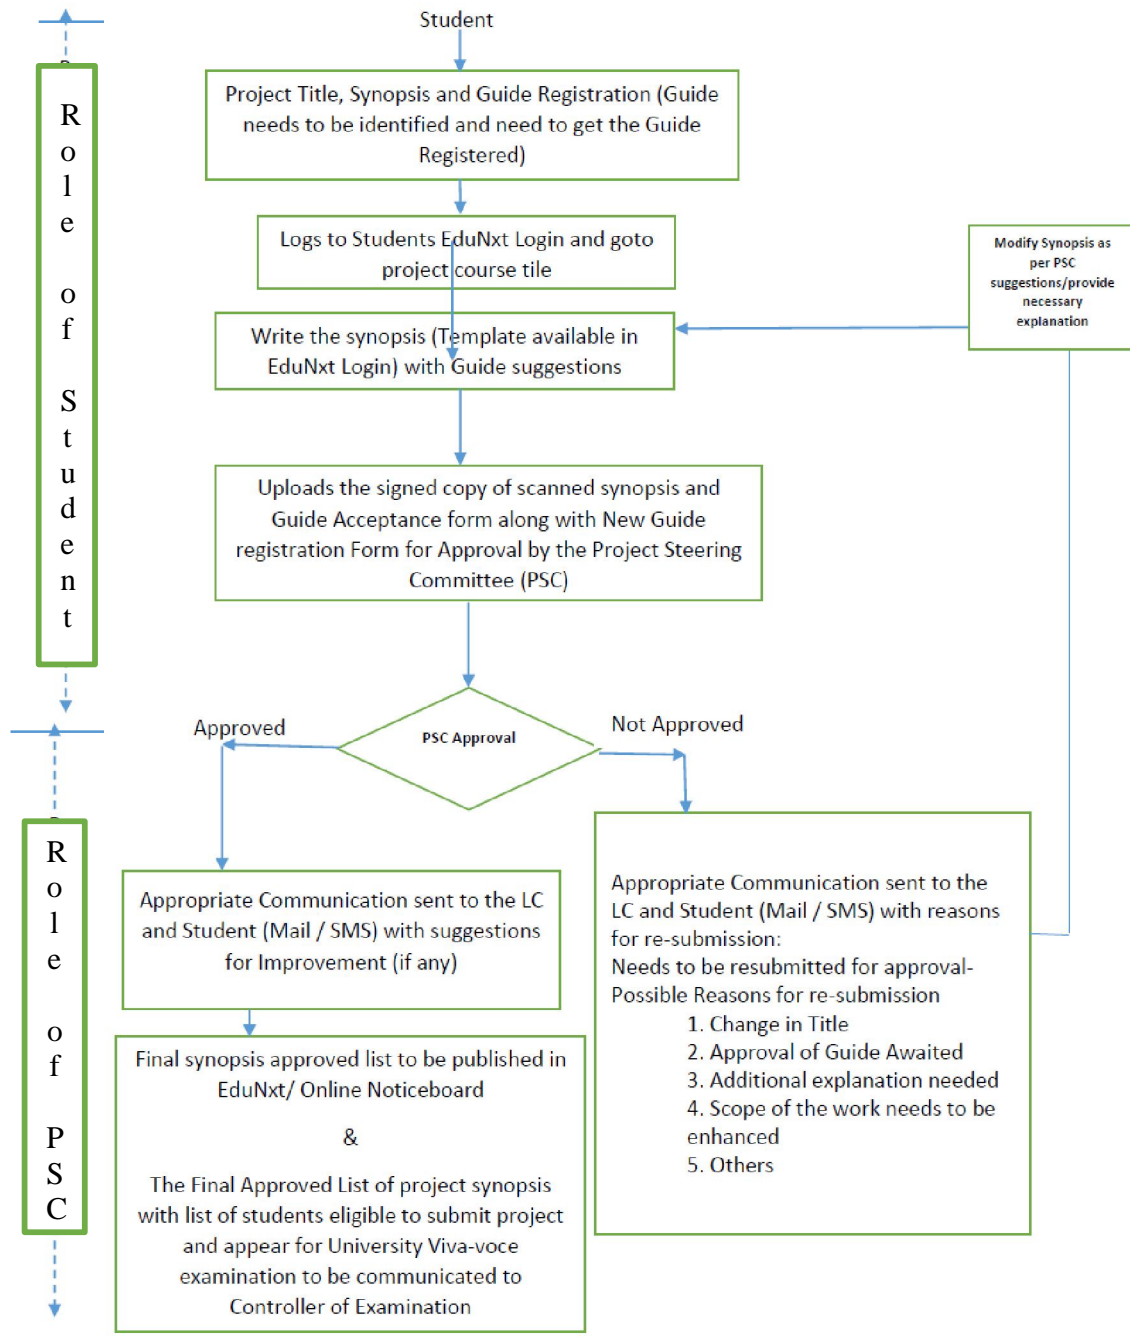 Student
Project Title, Synopsis and Guide Registration (Guide
needs to be identified and need to get the Guide
Registered)
Logs to Students EduNxt Login and goto
project course tile
Modify Synopsis as
per PSC
suggestions/provide
necessary
explanation
Write the synopsis (Template available in
EduNxt Login) with Guide suggestions
Uploads the signed copy of scanned synopsis and
Guide Acceptance form along with New Guide
registration Form for Approval by the Project Steering
Committee (PSC)
Role of Student
Approved
PSC Approval
Not Approved
Appropriate Communication sent to the LC
and Student (Mail / SMS) with suggestions
for Improvement (if any)
Appropriate Communication sent to the
LC and Student (Mail / SMS) with reasons
for re-submission:
Needs to be resubmitted for approval-
Possible Reasons for re-submission
1. Change in Title
2. Approval of Guide Awaited
3. Additional explanation needed
4. Scope of the work needs to be
enhanced
5. Others
Final synopsis approved list to be published in
EduNxt/ Online Noticeboard
&
The Final Approved List of project synopsis
with list of students eligible to submit project
and appear for University Viva-voce
examination to be communicated to
Controller of Examination
Role of PSC